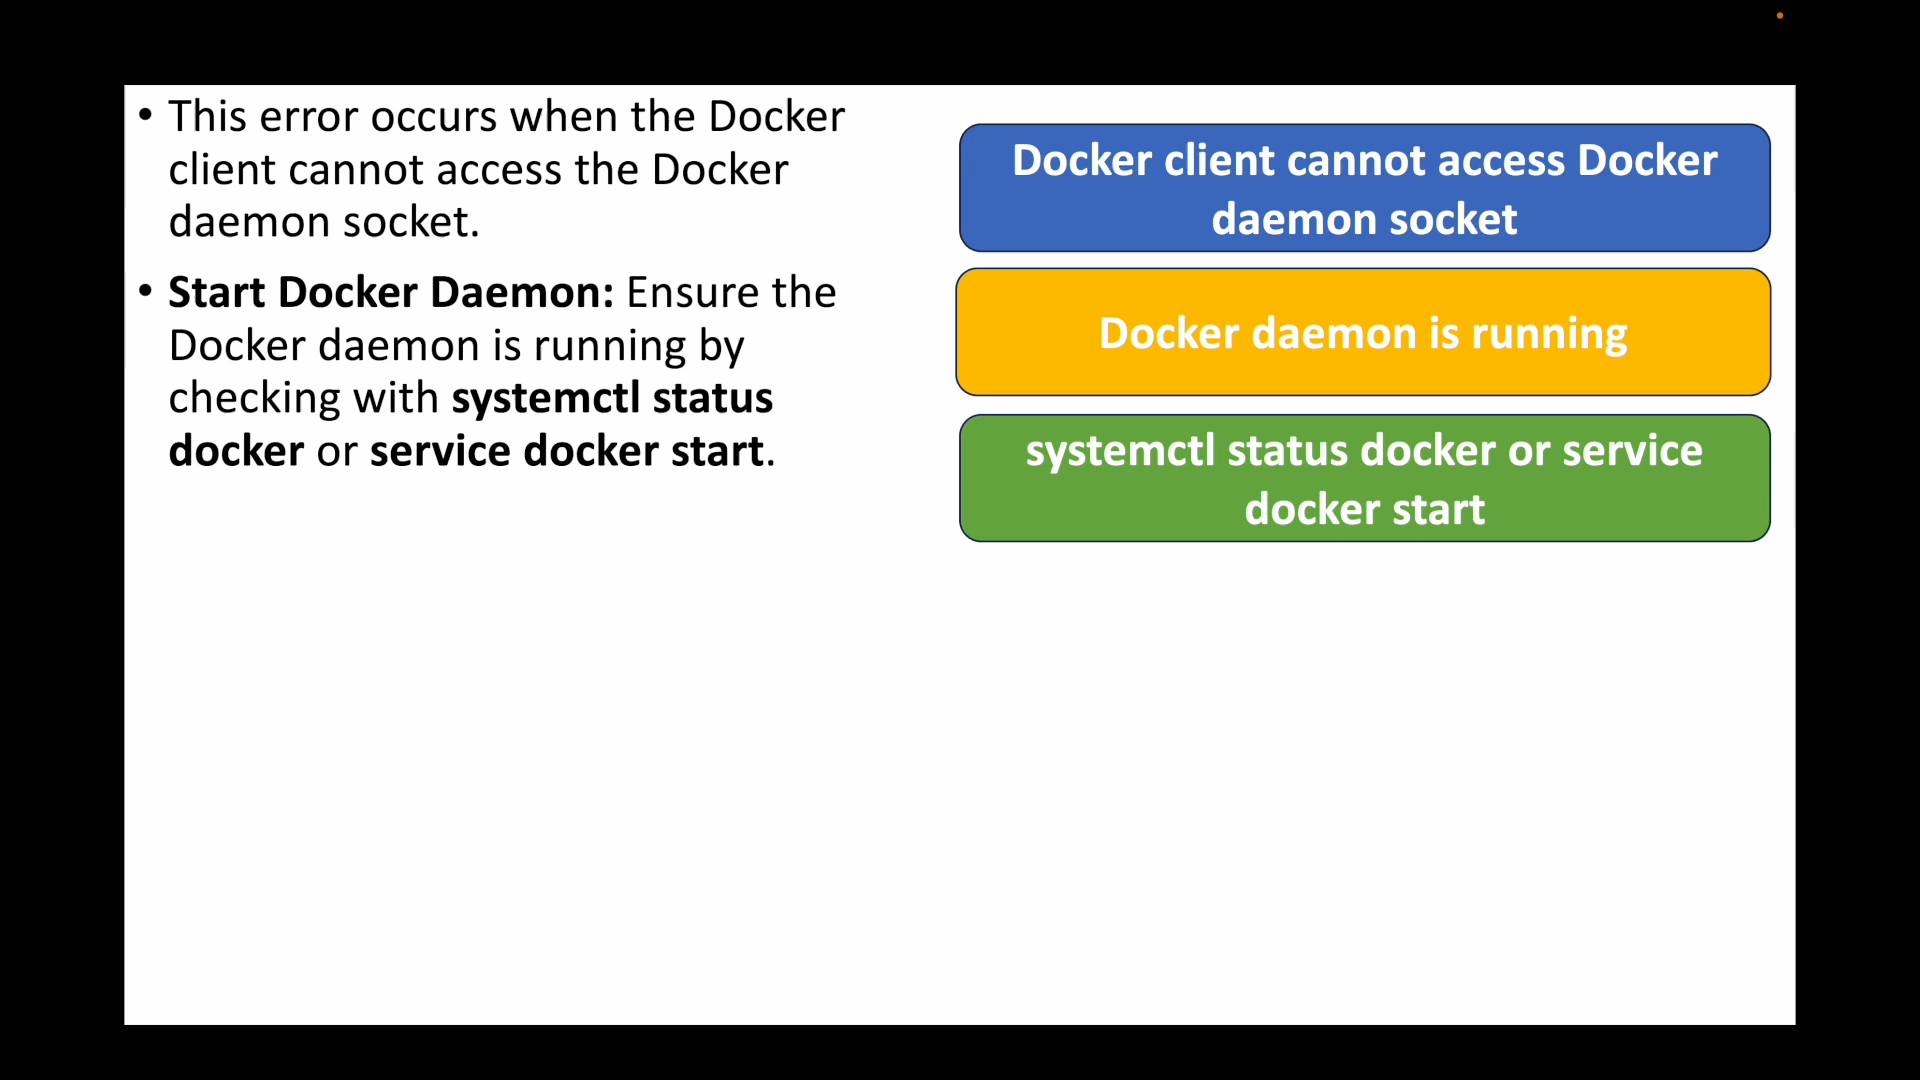 • This error occurs when the Docker
client cannot access the Docker
daemon socket.
• Start Docker Daemon: Ensure the
Docker daemon is running by
checking with systemctl status
docker or service docker start.
Docker client cannot access Docker
daemon socket
Docker daemon is running
systemctl status docker or service
docker start